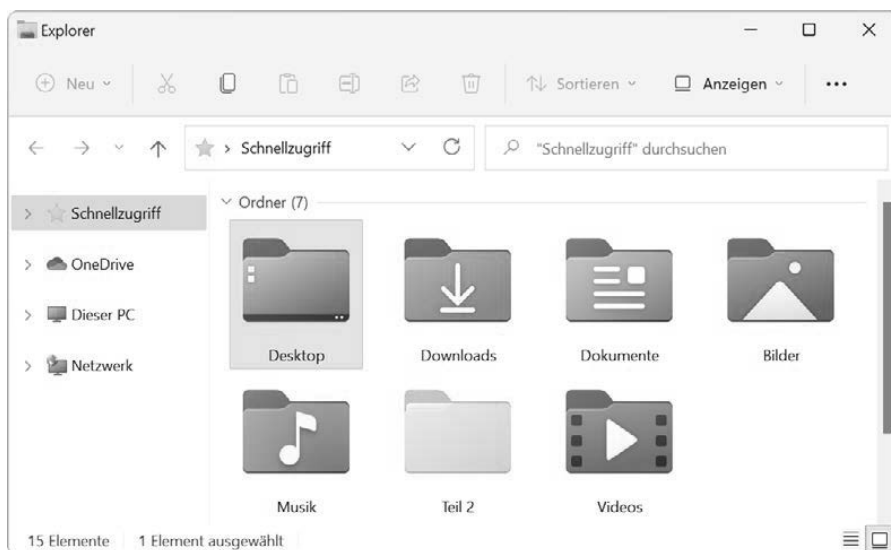 Explorer
Neu
Sortieren
Anzeigen
Schnellzugriff
"Schnellzugriff" durchsuchen
Schnellzugriff
OneDrive
Dieser PC
Netzwerk
Ordner (7)
Desktop Downloads Dokumente Bilder
Musik Teil 2 Videos
15 Elemente 1 Element ausgewählt